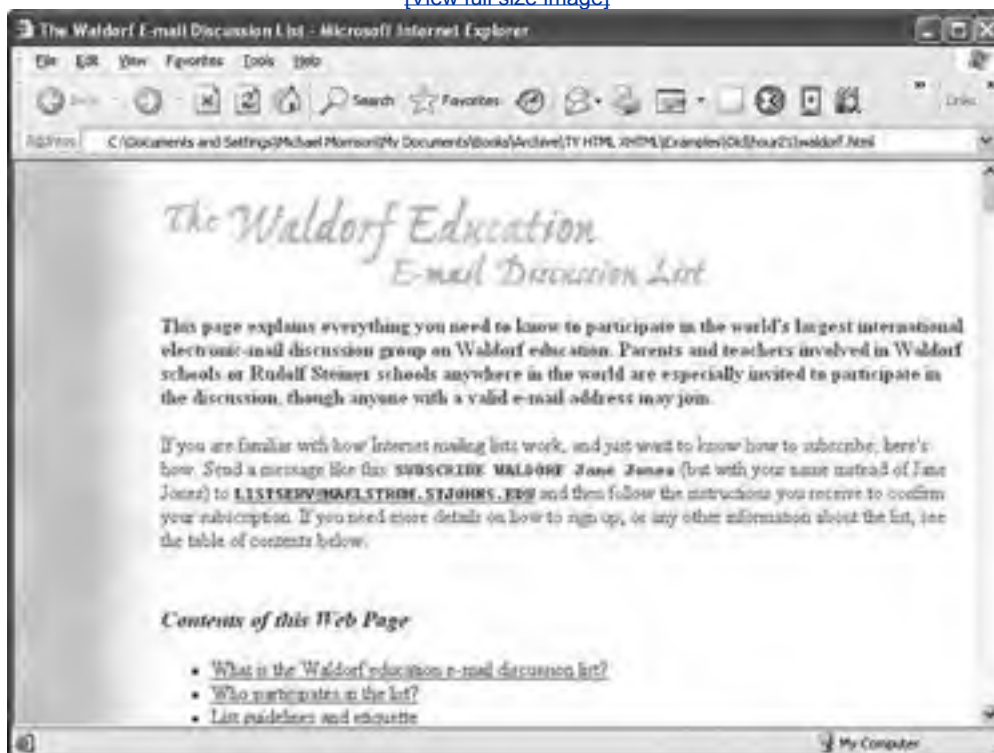 [View full size image]
The Waldorf E-mail Discussion List - Microsoft Internet Explorer
File Edit View Favorites Tools Help
Back Search Favorites Links
Address C:\Documents and Settings\Michael Morrison\My Documents\Books\Archive\TY HTML XHTML\Examples\Old\hour21\waldorf.html
The Waldorf Education
E-mail Discussion List
This page explains everything you need to know to participate in the world's largest international
electronic-mail discussion group on Waldorf education. Parents and teachers involved in Waldorf
schools or Rudolf Steiner schools anywhere in the world are especially invited to participate in
the discussion, though anyone with a valid e-mail address may join.
If you are familiar with how Internet mailing lists work, and just want to know how to subscribe, here's
how. Send a message like this SUBSCRIBE WALDORF Jane Jones (but with your name instead of Jane
Jones) to LISTSERV@MAELSTROM.STJOHNS.EDU and then follow the instructions you receive to confirm
your subscription. If you need more details on how to sign up, or any other information about the list, see
the table of contents below.
Contents of this Web Page
• What is the Waldorf education e-mail discussion list?
• Who participates in the list?
• List guidelines and etiquette
My Computer